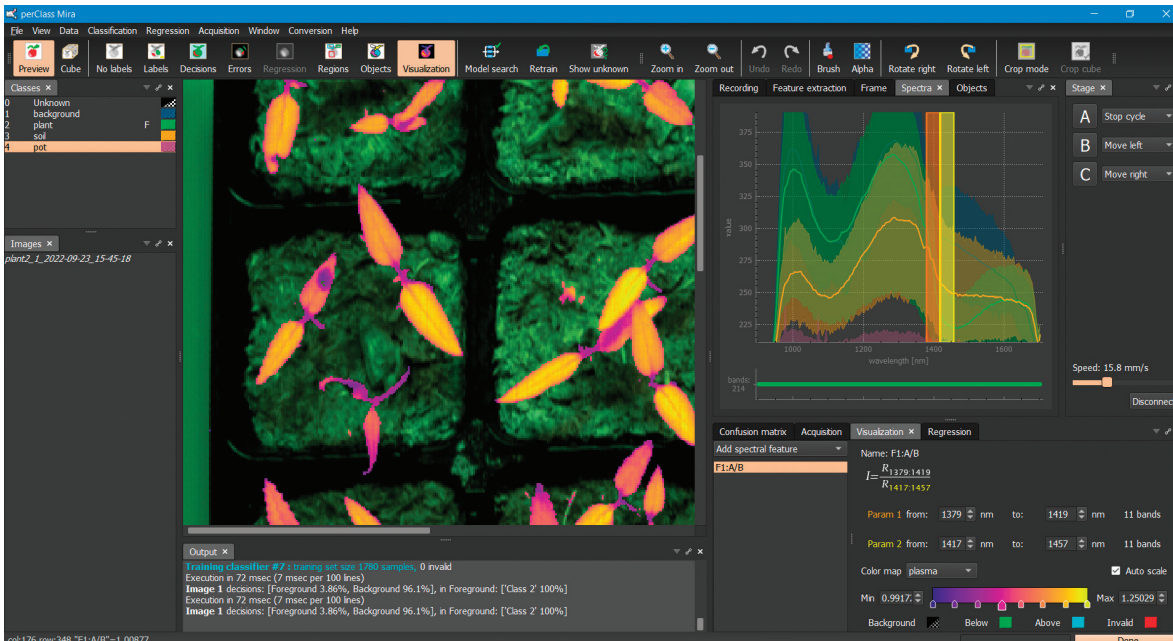 perClass Mira
File View Data Classification Regression Acquisition Window Conversion Help
Preview Cube No labels Labels Decisions Errors Regression Regions Objects Visualization Model search Retrain Show unknown Zoom in Zoom out Undo Redo Brush Alpha Rotate right Rotate left Crop mode Crop cube
Classes
0 Unknown
1 background
2 plant F
3 soil
4 pot
Images
plant2_1_2022-09-23_15-45-18
Recording Feature extraction Frame Spectra Objects
375
350
325
300
275
250
225
value
1000 1200 1400 1600
wavelength [nm]
bands:
214
Stage
A Stop cycle
B Move left
C Move right
Speed: 15.8 mm/s
Disconnec
Output
Training classifier #7 : training set size 1780 samples, 0 invalid
Execution in 72 msec (7 msec per 100 lines)
Image 1 decisions: [Foreground 3.86%, Background 96.1%], in Foreground: ['Class 2' 100%]
Execution in 72 msec (7 msec per 100 lines)
Image 1 decisions: [Foreground 3.86%, Background 96.1%], in Foreground: ['Class 2' 100%]
Confusion matrix Acquisition Visualization Regression
Add spectral feature
F1:A/B
Name: F1:A/B
I= R1379:1419
R1417:1457
Param 1 from: 1379 nm to: 1419 nm 11 bands
Param 2 from: 1417 nm to: 1457 nm 11 bands
Color map plasma Auto scale
Min 0.9917 Max 1.25029
Background Below Above Invalid
Done
col:176 row:348 "F1:A/B"=1.00877